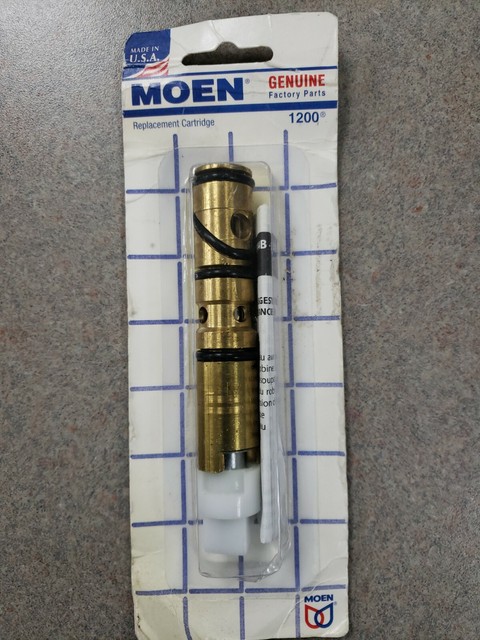 MADE IN
U.S.A.
MOEN®
GENUINE
Factory Parts
Replacement Cartridge
1200®
MOEN